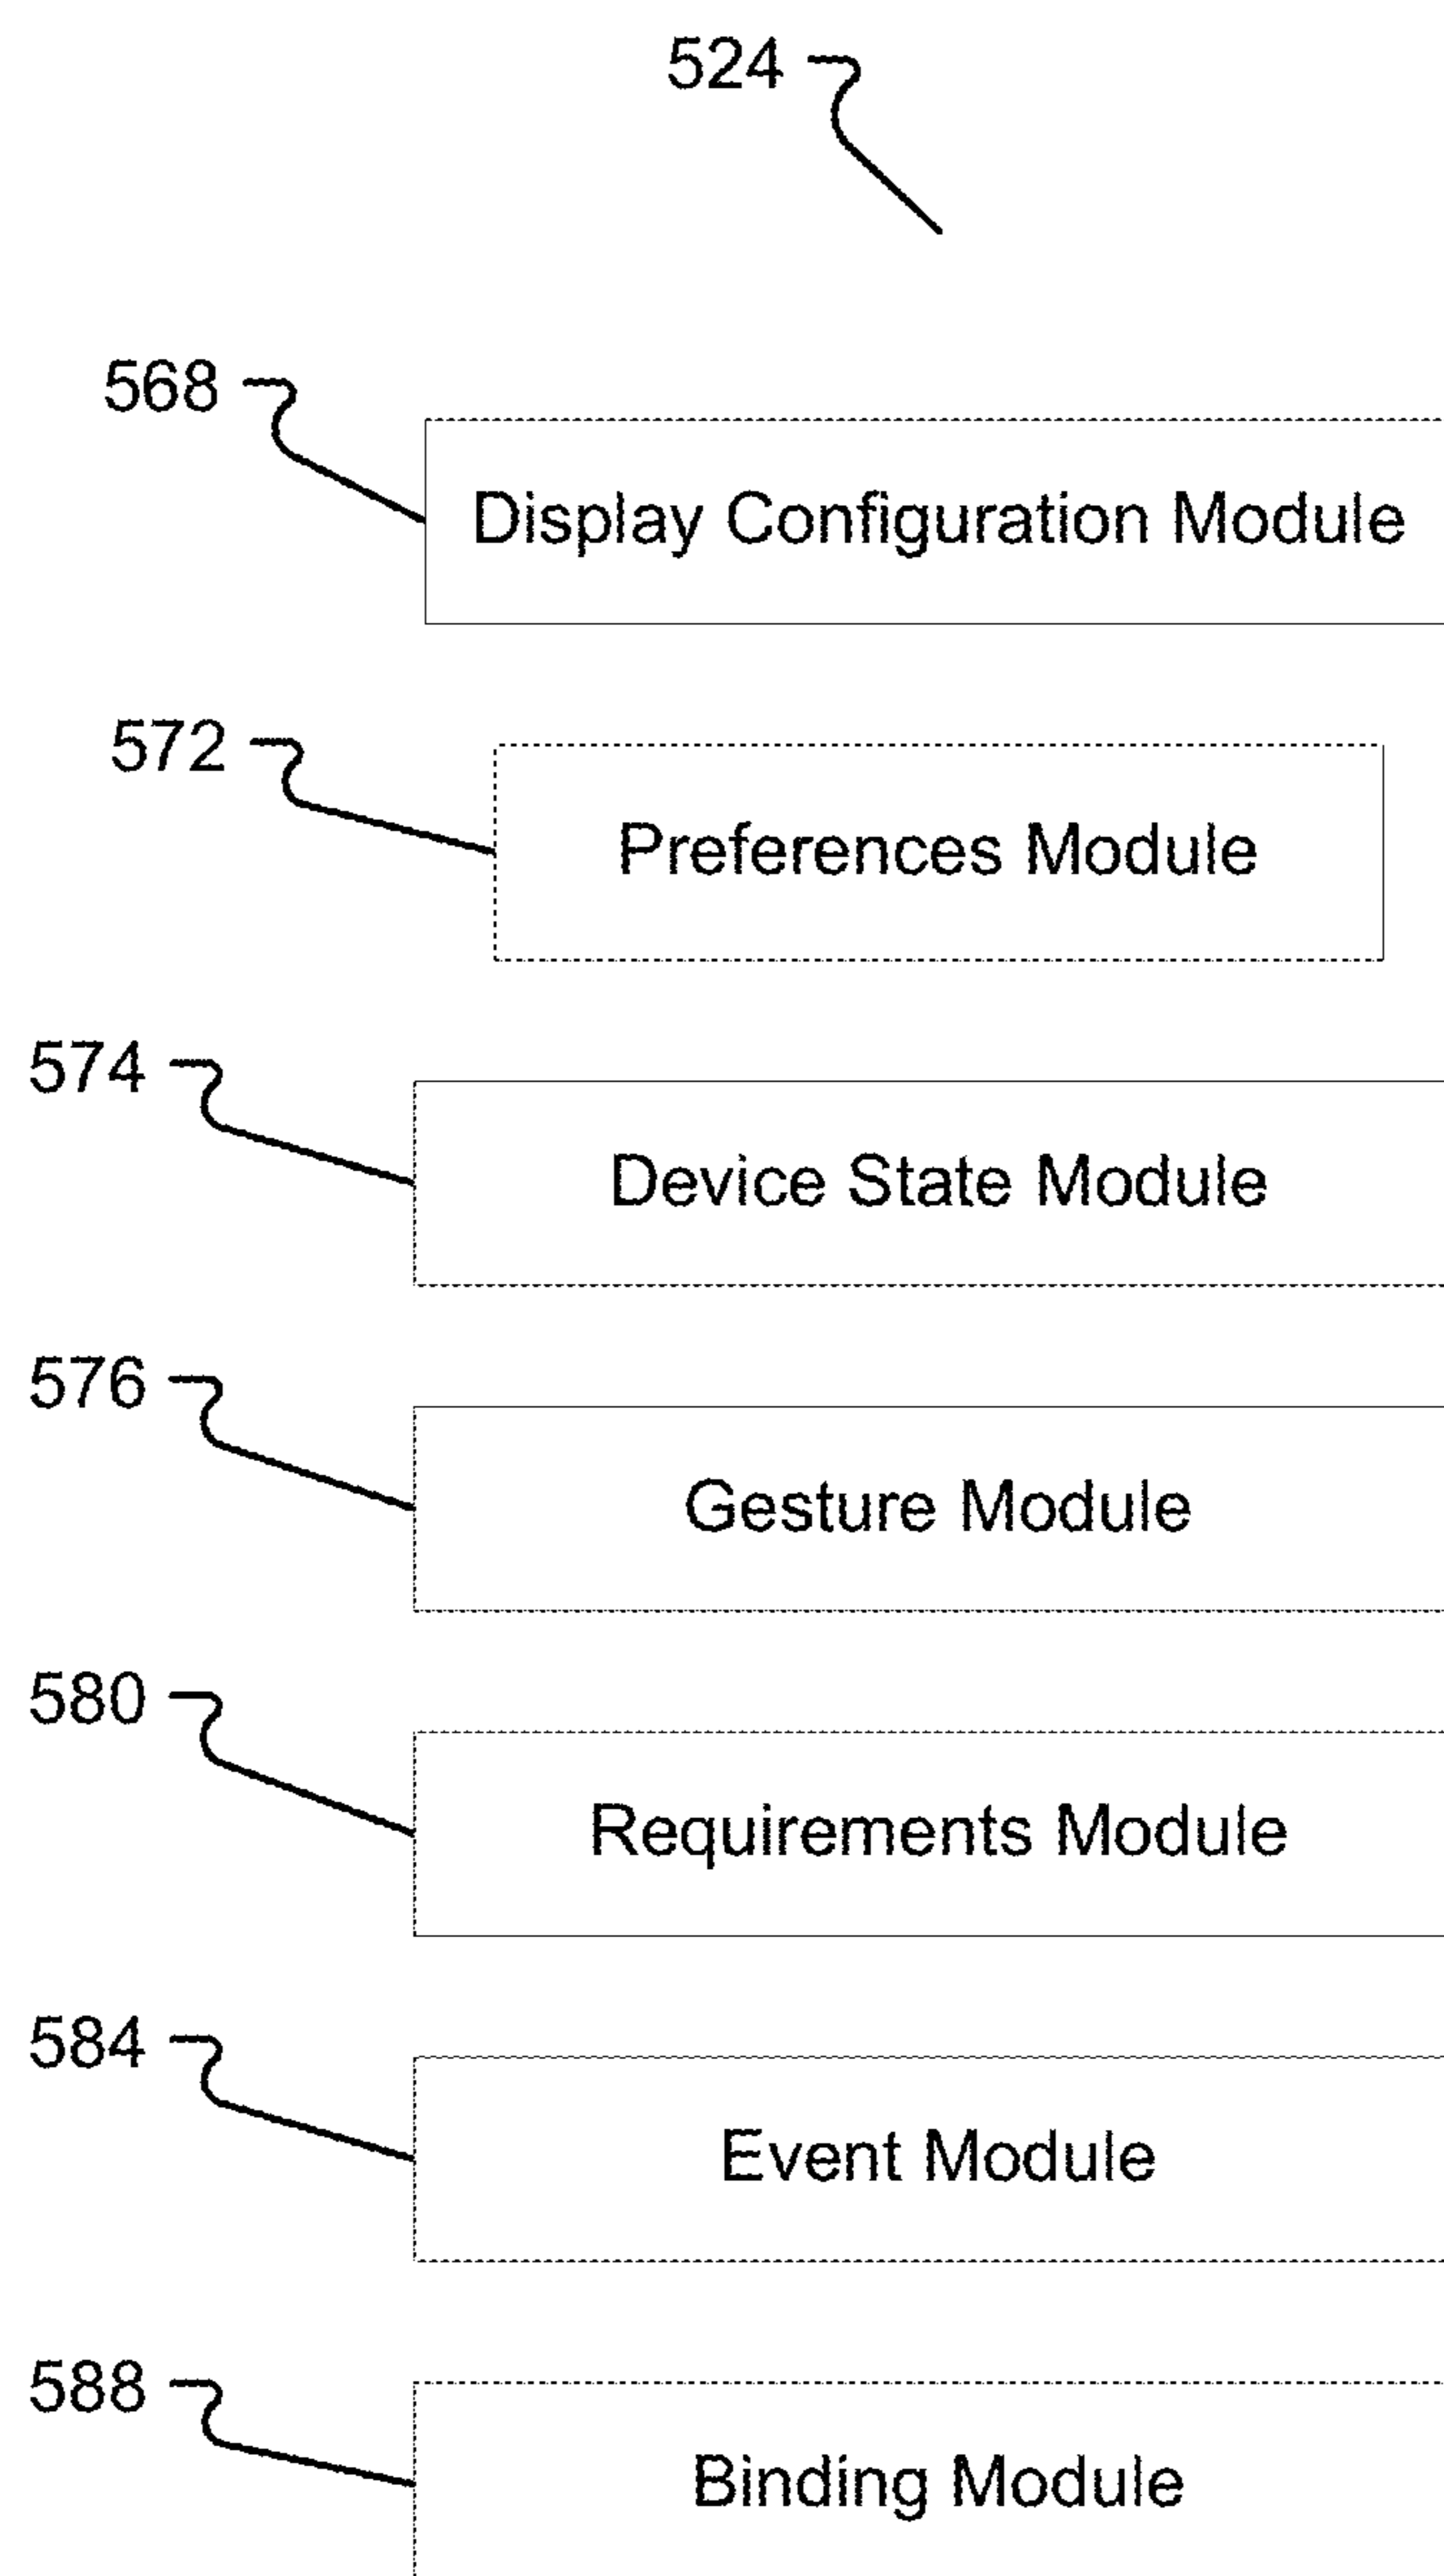 524
568
Display Configuration Module
572
Preferences Module
574
Device State Module
576
Gesture Module
580
Requirements Module
584
Event Module
588
Binding Module